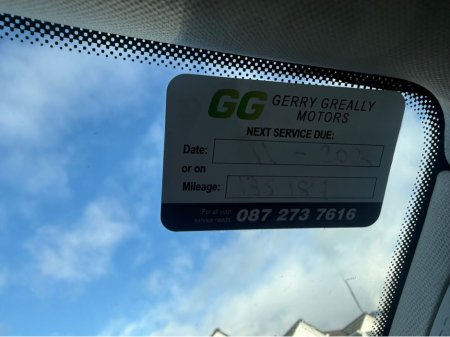 GG GERRY GREALLY
MOTORS
NEXT SERVICE DUE:
Date:
or on
Mileage:
For all your
service needs: 087 273 7616